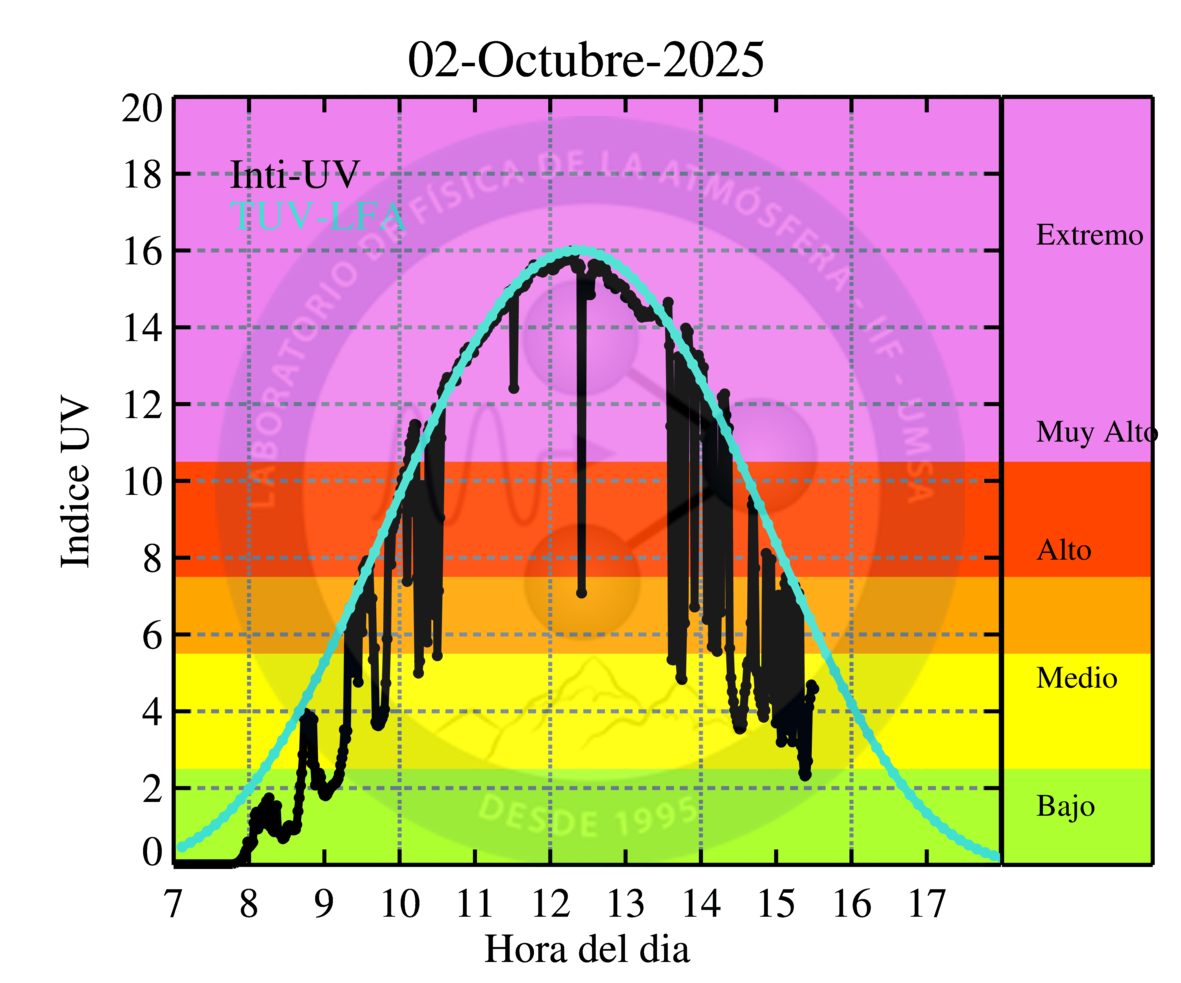 02-Octubre-2025
20
18
16
14
12
10
8
6
4
2
0
Indice UV
Inti-UV
TUV-LFA
LABORATORIO DE FÍSICA DE LA ATMÓSFERA - IIF - UMSA
DESDE 1995
Extremo
Muy Alto
Alto
Medio
Bajo
7 8 9 10 11 12 13 14 15 16 17
Hora del dia